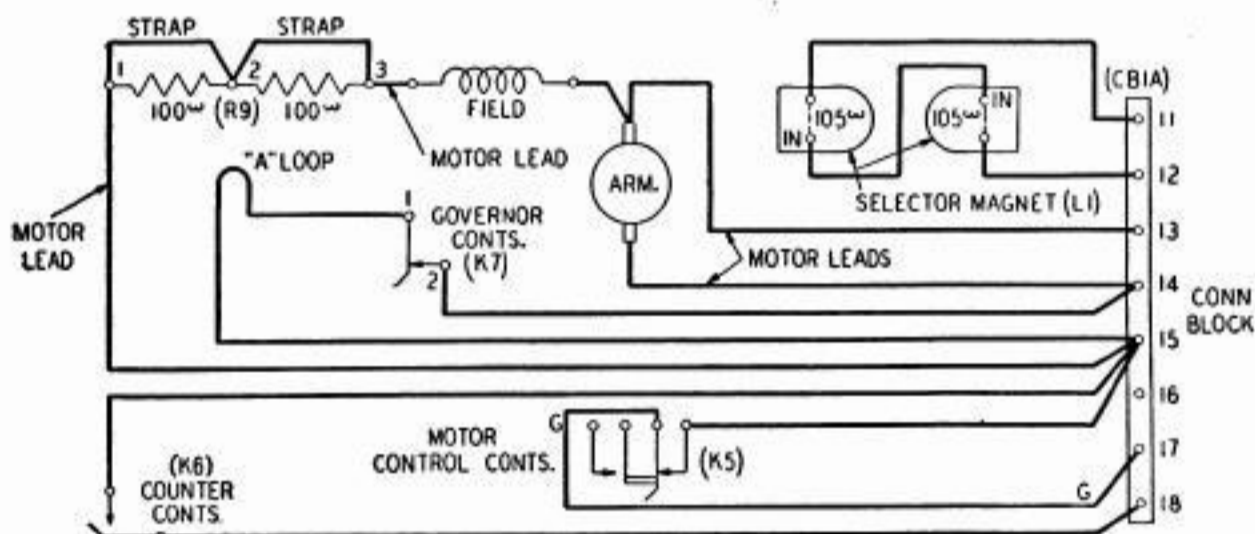 STRAP STRAP
1 2 3
100ω (R9) 100ω
FIELD
MOTOR LEAD
"A" LOOP
MOTOR
LEAD
1
GOVERNOR
CONTS.
(K7)
2
ARM.
MOTOR LEADS
105ω
IN
105ω
IN
SELECTOR MAGNET (L1)
(CB1A)
11
12
13
14
15
16
17
18
CONN
BLOCK
G
MOTOR
CONTROL CONTS.
(K5)
G
(K6)
COUNTER
CONTS.